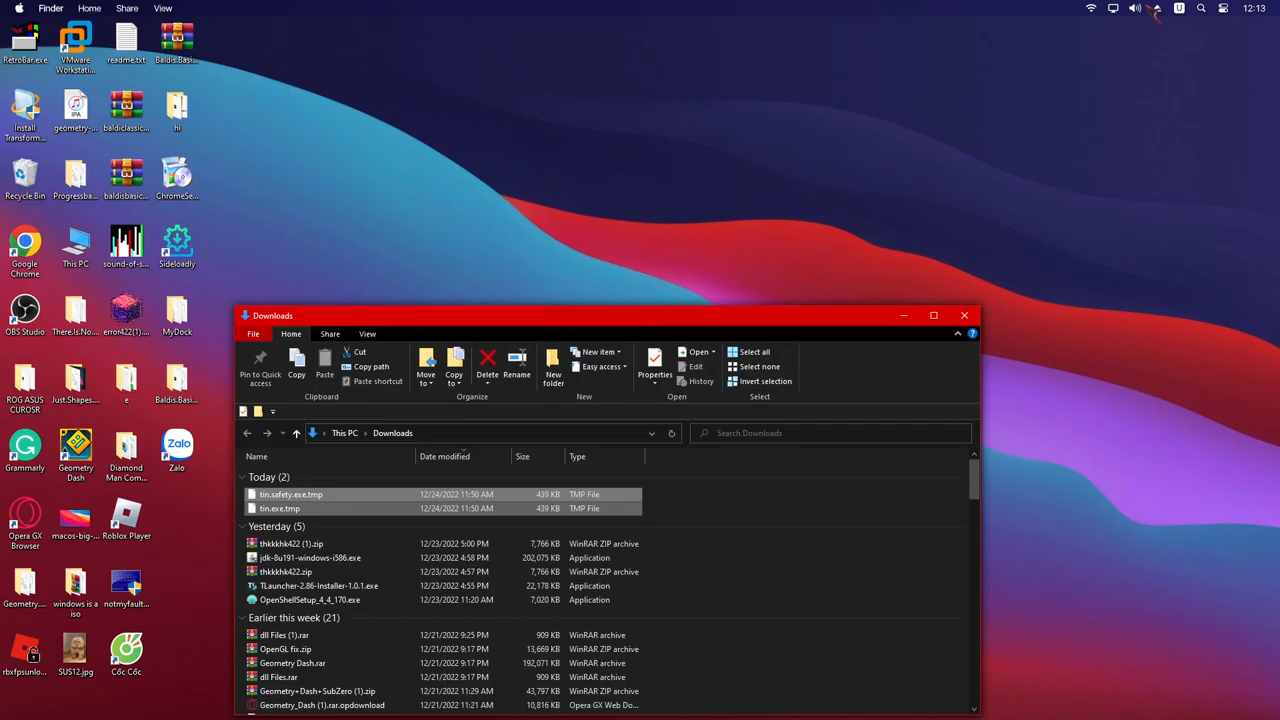 Finder Home Share View
U 12:13
RetroBar.exe
VMware Workstati...
readme.txt
Baldis.Basi...
Install Transform...
IPA
geometry-...
baldiclassic...
hi
Recycle Bin
Progressba...
baldisbasic...
ChromeSe...
Google Chrome
This PC
sound-of-s...
Sideloadly
OBS Studio
There.Is.No....
error422(1)....
MyDock
ROG ASUS CUROSR
Just.Shapes....
e
Baldis.Basi...
Grammarly
Geometry Dash
Diamond Man Com...
Zalo
Zalo
Opera GX Browser
macos-big-...
Roblox Player
Geometry....
windows is a iso
notmyfault...
rbxfpsunlo...
SUS12.jpg
Cốc Cốc
Downloads
File Home Share View
Pin to Quick access
Copy
Paste
Cut
Copy path
Paste shortcut
Clipboard
Move to
Copy to
Delete
Rename
Organize
New folder
New item
Easy access
New
Properties
Open
Edit
History
Open
Select all
Select none
Invert selection
Select
This PC › Downloads
Search Downloads
Name Date modified Size Type
Today (2)
tin.safety.exe.tmp 12/24/2022 11:50 AM 439 KB TMP File
tin.exe.tmp 12/24/2022 11:50 AM 439 KB TMP File
Yesterday (5)
thkkkhk422 (1).zip 12/23/2022 5:00 PM 7,766 KB WinRAR ZIP archive
jdk-8u191-windows-i586.exe 12/23/2022 4:58 PM 202,075 KB Application
thkkkhk422.zip 12/23/2022 4:57 PM 7,766 KB WinRAR ZIP archive
TL TLauncher-2.86-Installer-1.0.1.exe 12/23/2022 4:55 PM 22,178 KB Application
OpenShellSetup_4_4_170.exe 12/23/2022 11:20 AM 7,020 KB Application
Earlier this week (21)
dll Files (1).rar 12/21/2022 9:25 PM 909 KB WinRAR archive
OpenGL fix.zip 12/21/2022 9:17 PM 13,669 KB WinRAR ZIP archive
Geometry Dash.rar 12/21/2022 9:17 PM 192,071 KB WinRAR archive
dll Files.rar 12/21/2022 9:17 PM 909 KB WinRAR archive
Geometry+Dash+SubZero (1).zip 12/21/2022 11:29 AM 43,797 KB WinRAR ZIP archive
Geometry_Dash (1).rar.opdownload 12/21/2022 11:21 AM 10,816 KB Opera GX Web Do...